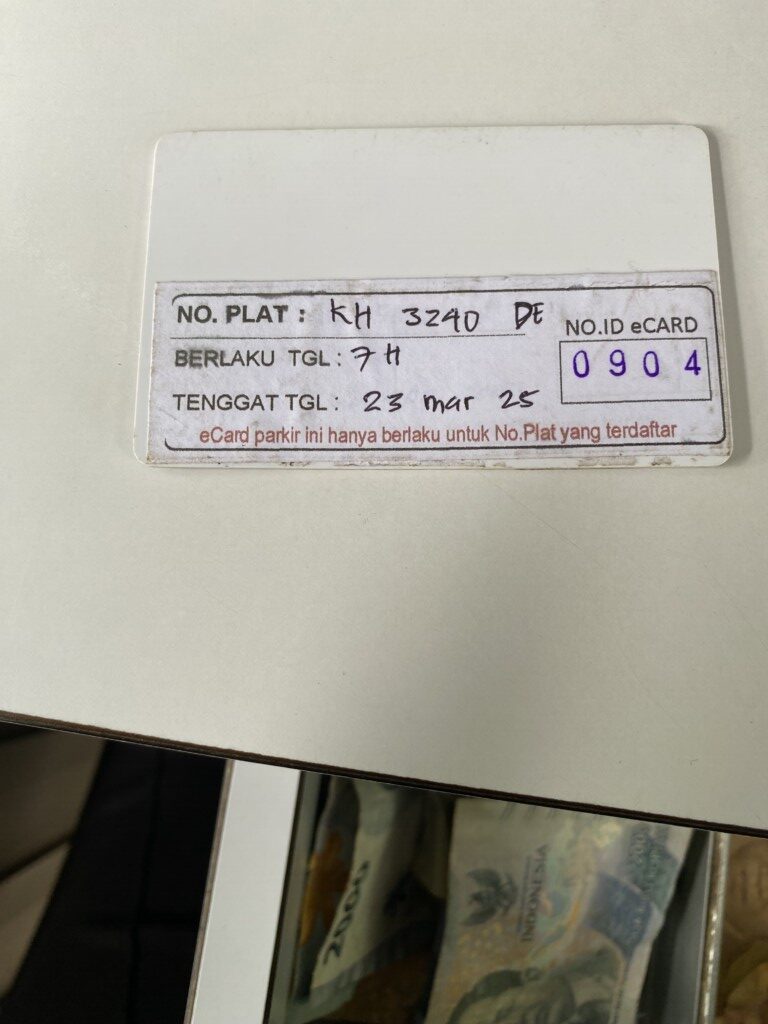 NO. PLAT : KH 3240 DE
NO.ID eCARD
BERLAKU TGL : 7 H
0904
TENGGAT TGL : 23 mar 25
eCard parkir ini hanya berlaku untuk No.Plat yang terdaftar
2000
INDONESIA